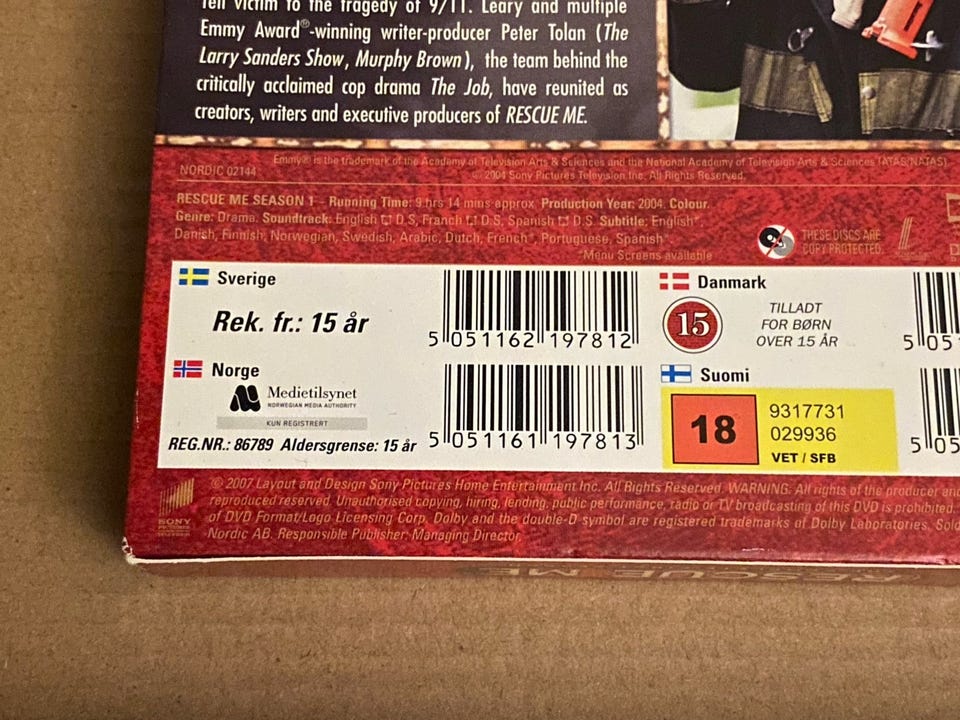 fell victim to the tragedy of 9/11. Leary and multiple
Emmy Award®-winning writer-producer Peter Tolan (The
Larry Sanders Show, Murphy Brown), the team behind the
critically acclaimed cop drama The Job, have reunited as
creators, writers and executive producers of RESCUE ME.
Emmy® is the trademark of the Academy of Television Arts & Sciences and the National Academy of Television Arts & Sciences (ATAS/NATAS)
NORDIC 02144
© 2004 Sony Pictures Television Inc. All Rights Reserved.
RESCUE ME SEASON 1 - Running Time: 9 hrs 14 mins approx. Production Year: 2004. Colour.
Genre: Drama. Soundtrack: English D.S, French D.S, Spanish D.S. Subtitle: English*,
Danish, Finnish, Norwegian, Swedish, Arabic, Dutch, French*, Portuguese, Spanish*.
*Menu Screens available
THESE DISCS ARE
COPY PROTECTED.
Sverige
Rek. fr.: 15 år
5 051162 197812
Danmark
15
TILLADT
FOR BØRN
OVER 15 ÅR
5 05
Norge
Medietilsynet
NORWEGIAN MEDIA AUTHORITY
KUN REGISTRERT
REG.NR.: 86789 Aldersgrense: 15 år
5 051161 197813
Suomi
18
9317731
029936
VET / SFB
5 05
SONY
PICTURES
© 2007 Layout and Design Sony Pictures Home Entertainment Inc. All Rights Reserved. WARNING: All rights of the producer and
reproduced reserved. Unauthorised copying, hiring, lending, public performance, radio or TV broadcasting of this DVD is prohibited.
of DVD Format/Logo Licensing Corp. Dolby and the double-D symbol are registered trademarks of Dolby Laboratories. Sold
Nordic AB. Responsible Publisher: Managing Director.
RESCUE ME